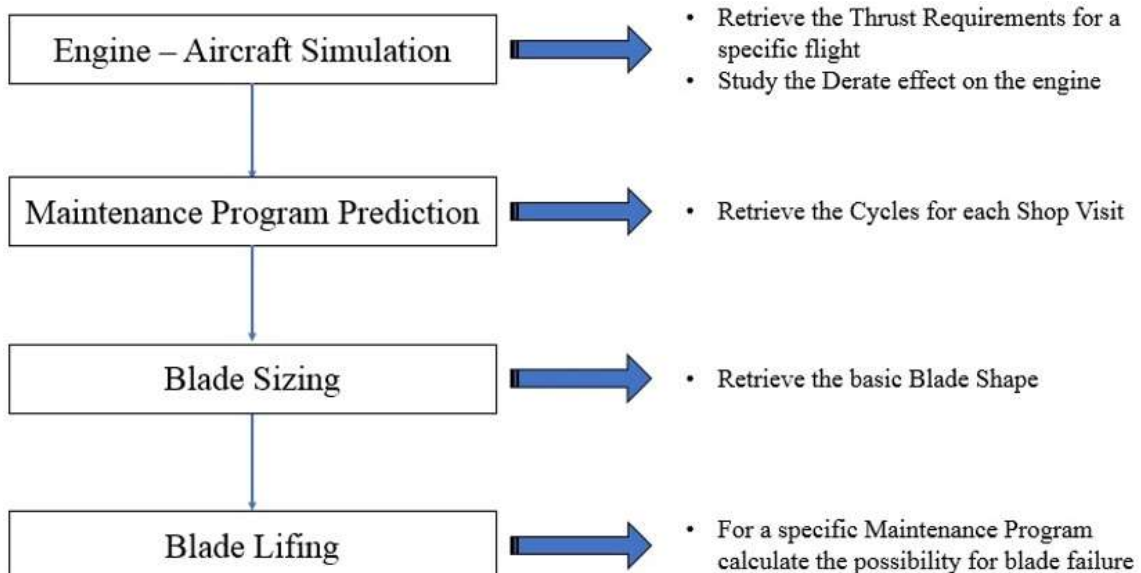 Engine – Aircraft Simulation
• Retrieve the Thrust Requirements for a
specific flight
• Study the Derate effect on the engine
Maintenance Program Prediction
• Retrieve the Cycles for each Shop Visit
Blade Sizing
• Retrieve the basic Blade Shape
Blade Lifing
• For a specific Maintenance Program
calculate the possibility for blade failure